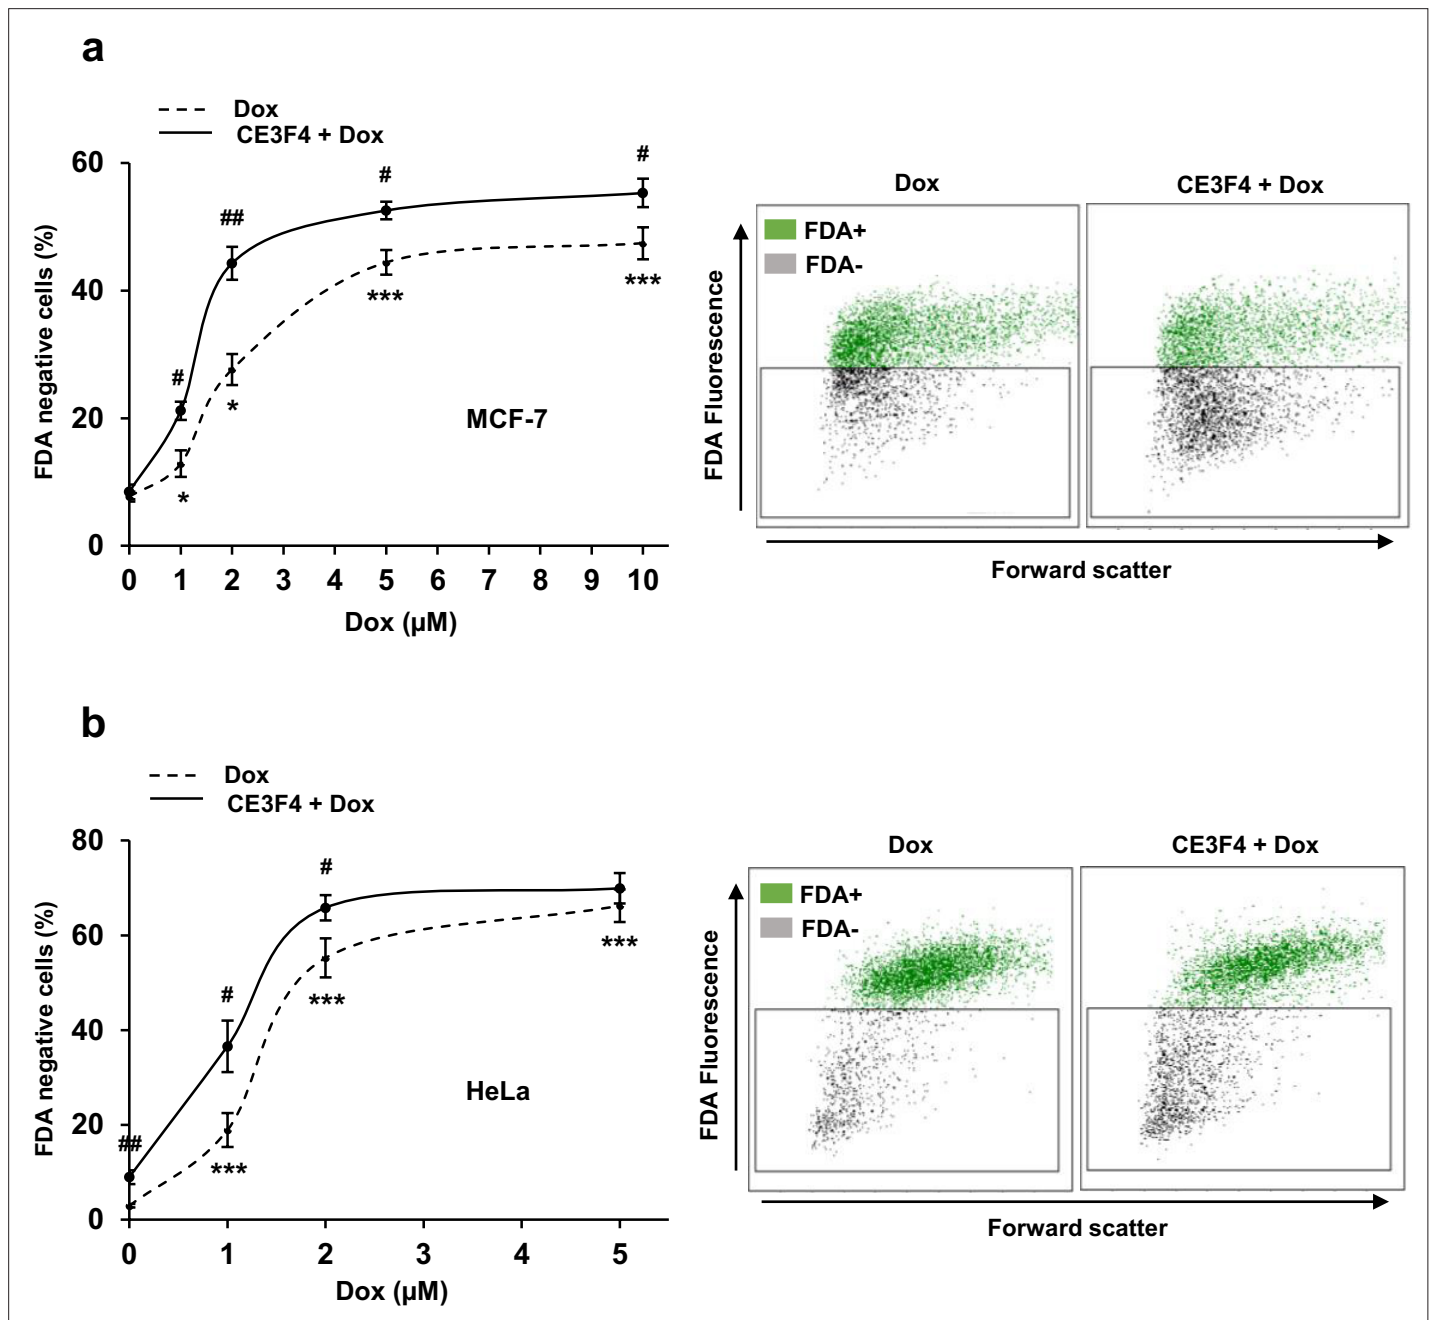 a
Dox
CE3F4 + Dox
60
40
20
0
FDA negative cells (%)
#
##
#
#
*
*
***
***
MCF-7
0 1 2 3 4 5 6 7 8 9 10
Dox (µM)
Dox
CE3F4 + Dox
FDA+
FDA-
FDA Fluorescence
Forward scatter
b
Dox
CE3F4 + Dox
80
60
40
20
0
FDA negative cells (%)
##
#
#
***
***
***
HeLa
0 1 2 3 4 5
Dox (µM)
Dox
CE3F4 + Dox
FDA+
FDA-
FDA Fluorescence
Forward scatter